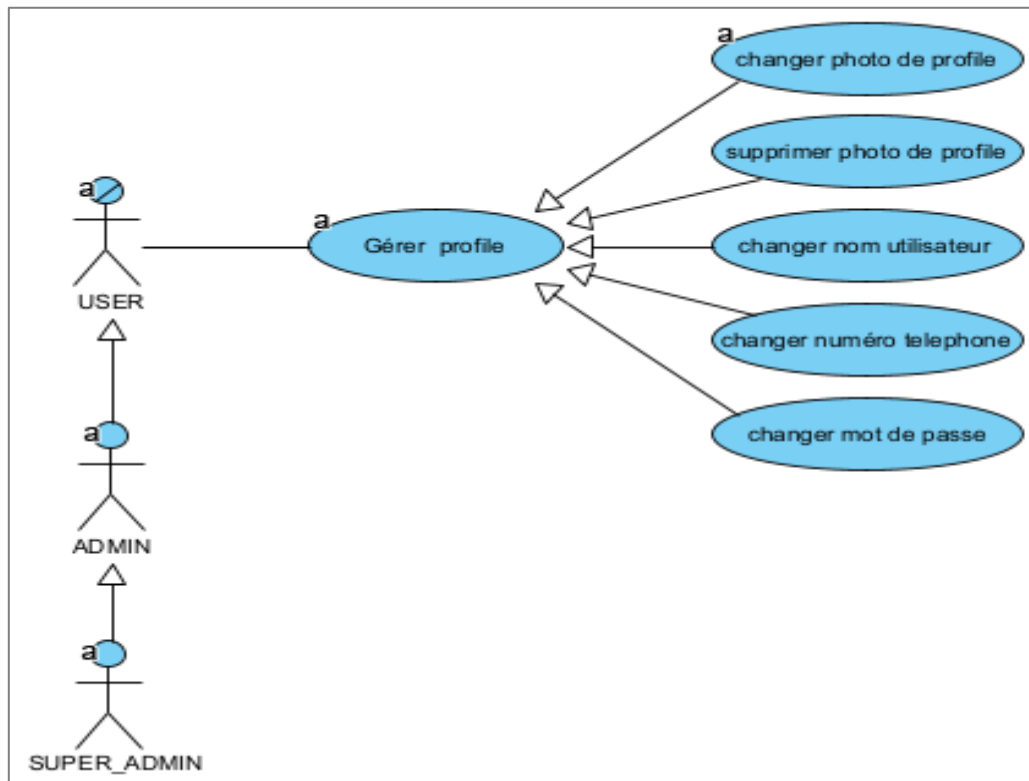 a
changer photo de profile
supprimer photo de profile
a
USER
a
Gérer profile
changer nom utilisateur
changer numéro telephone
changer mot de passe
a
ADMIN
a
SUPER_ADMIN